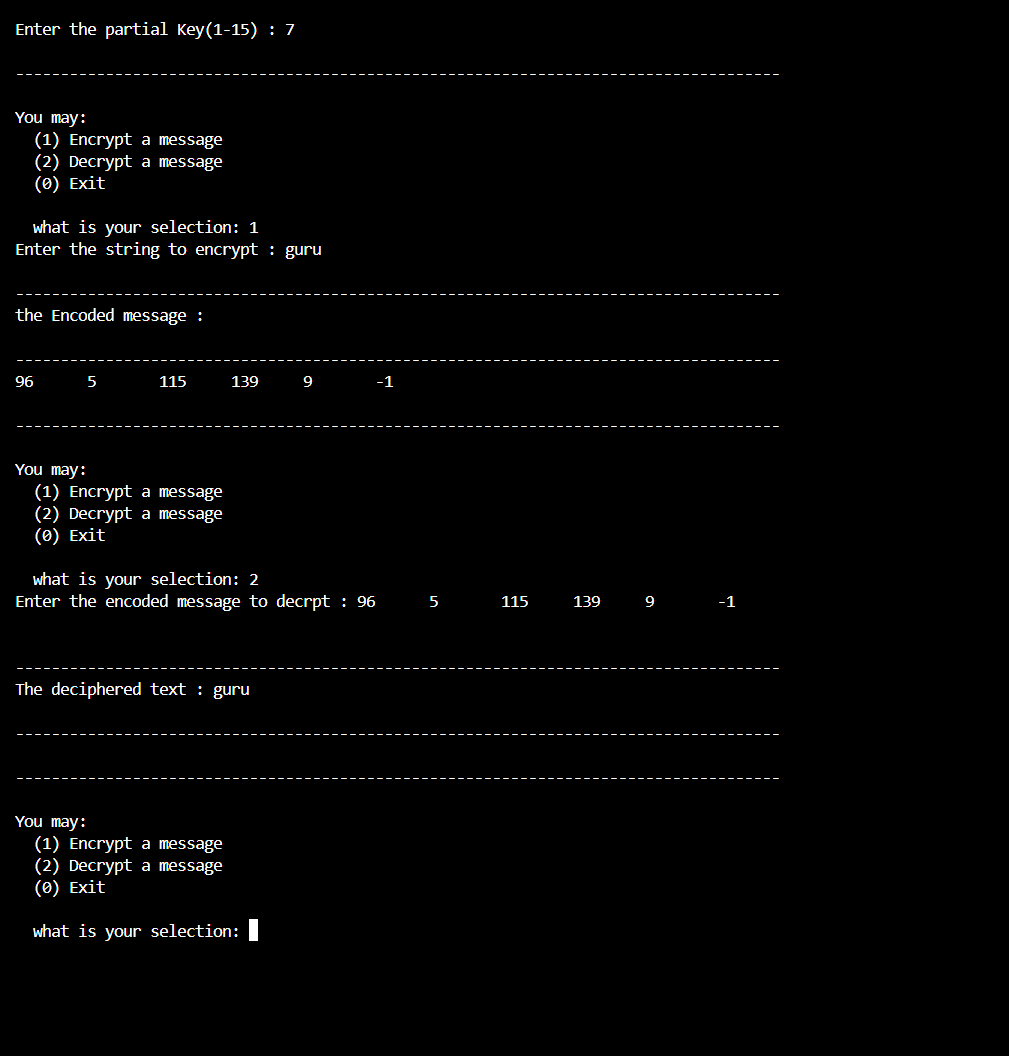 Enter the partial Key(1-15) : 7
-------------------------------------------------------------------------------------
You may:
(1) Encrypt a message
(2) Decrypt a message
(0) Exit
what is your selection: 1
Enter the string to encrypt : guru
-------------------------------------------------------------------------------------
the Encoded message :
-------------------------------------------------------------------------------------
96 5 115 139 9 -1
-------------------------------------------------------------------------------------
You may:
(1) Encrypt a message
(2) Decrypt a message
(0) Exit
what is your selection: 2
Enter the encoded message to decrpt : 96 5 115 139 9 -1
-------------------------------------------------------------------------------------
The deciphered text : guru
-------------------------------------------------------------------------------------
-------------------------------------------------------------------------------------
You may:
(1) Encrypt a message
(2) Decrypt a message
(0) Exit
what is your selection: